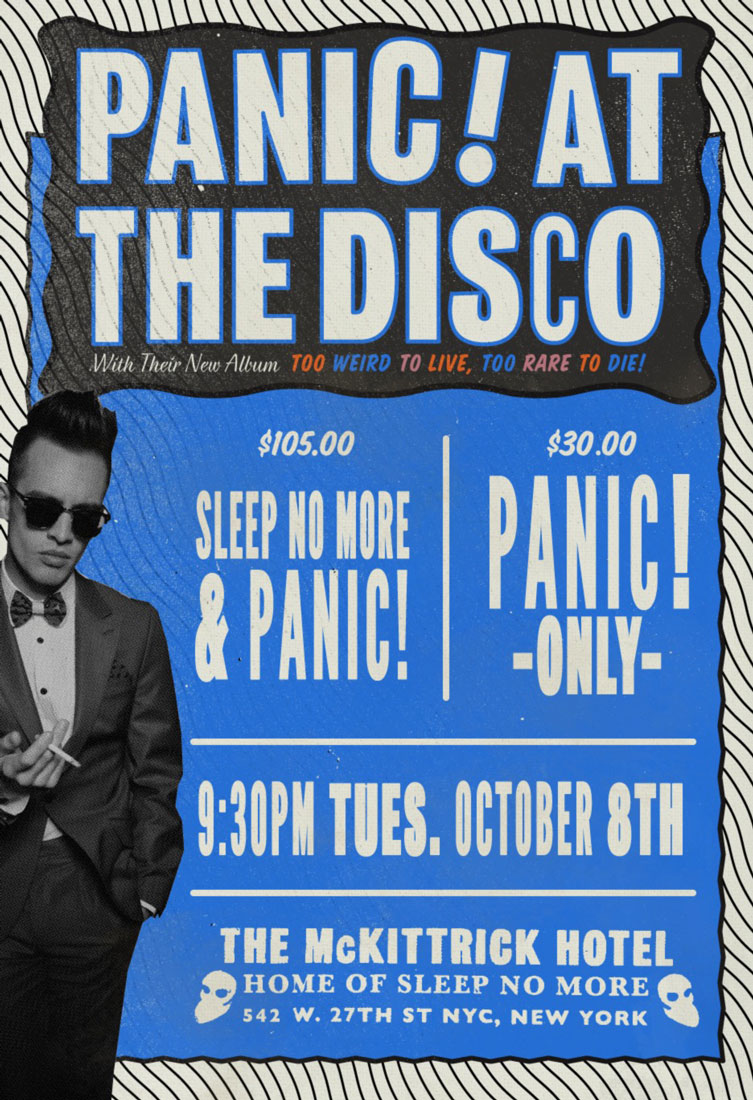 PANIC! AT
THE DISCO
With Their New Album TOO WEIRD TO LIVE, TOO RARE TO DIE!
$105.00
SLEEP NO MORE
& PANIC!
$30.00
PANIC!
-ONLY-
9:30PM TUES. OCTOBER 8TH
THE McKITTRICK HOTEL
HOME OF SLEEP NO MORE
542 W. 27TH ST NYC, NEW YORK